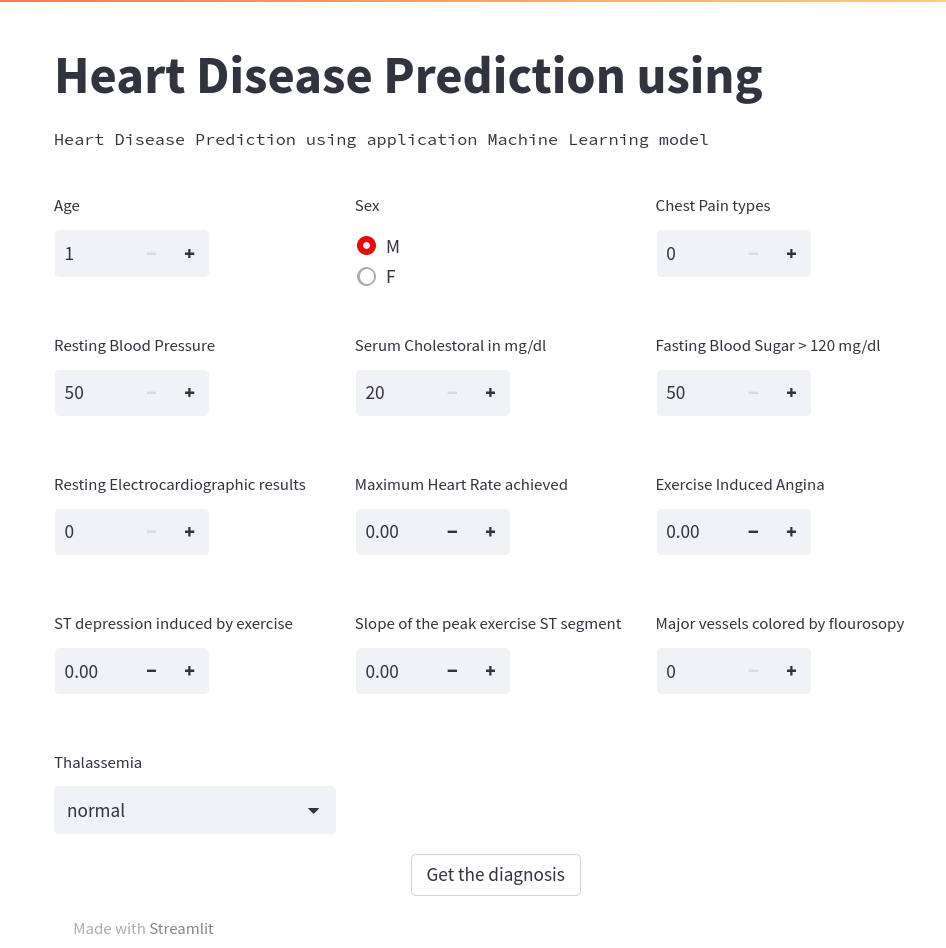 Heart Disease Prediction using
Heart Disease Prediction using application Machine Learning model
Age
Sex
Chest Pain types
1
M
F
0
Resting Blood Pressure
Serum Cholestoral in mg/dl
Fasting Blood Sugar > 120 mg/dl
50
20
50
Resting Electrocardiographic results
Maximum Heart Rate achieved
Exercise Induced Angina
0
0.00
0.00
ST depression induced by exercise
Slope of the peak exercise ST segment
Major vessels colored by flourosopy
0.00
0.00
0
Thalassemia
normal
Get the diagnosis
Made with Streamlit